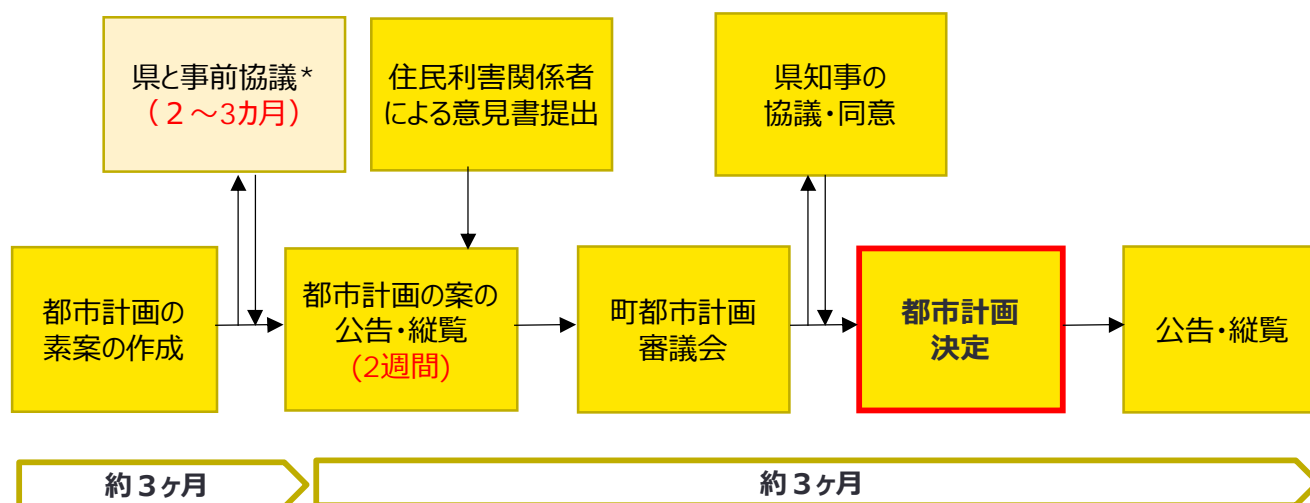 県と事前協議*
（２～3カ月）
住民利害関係者
による意見書提出
県知事の
協議・同意
都市計画の
素案の作成
都市計画の案の
公告・縦覧
(2週間)
町都市計画
審議会
都市計画
決定
公告・縦覧
約３ヶ月
約３ヶ月